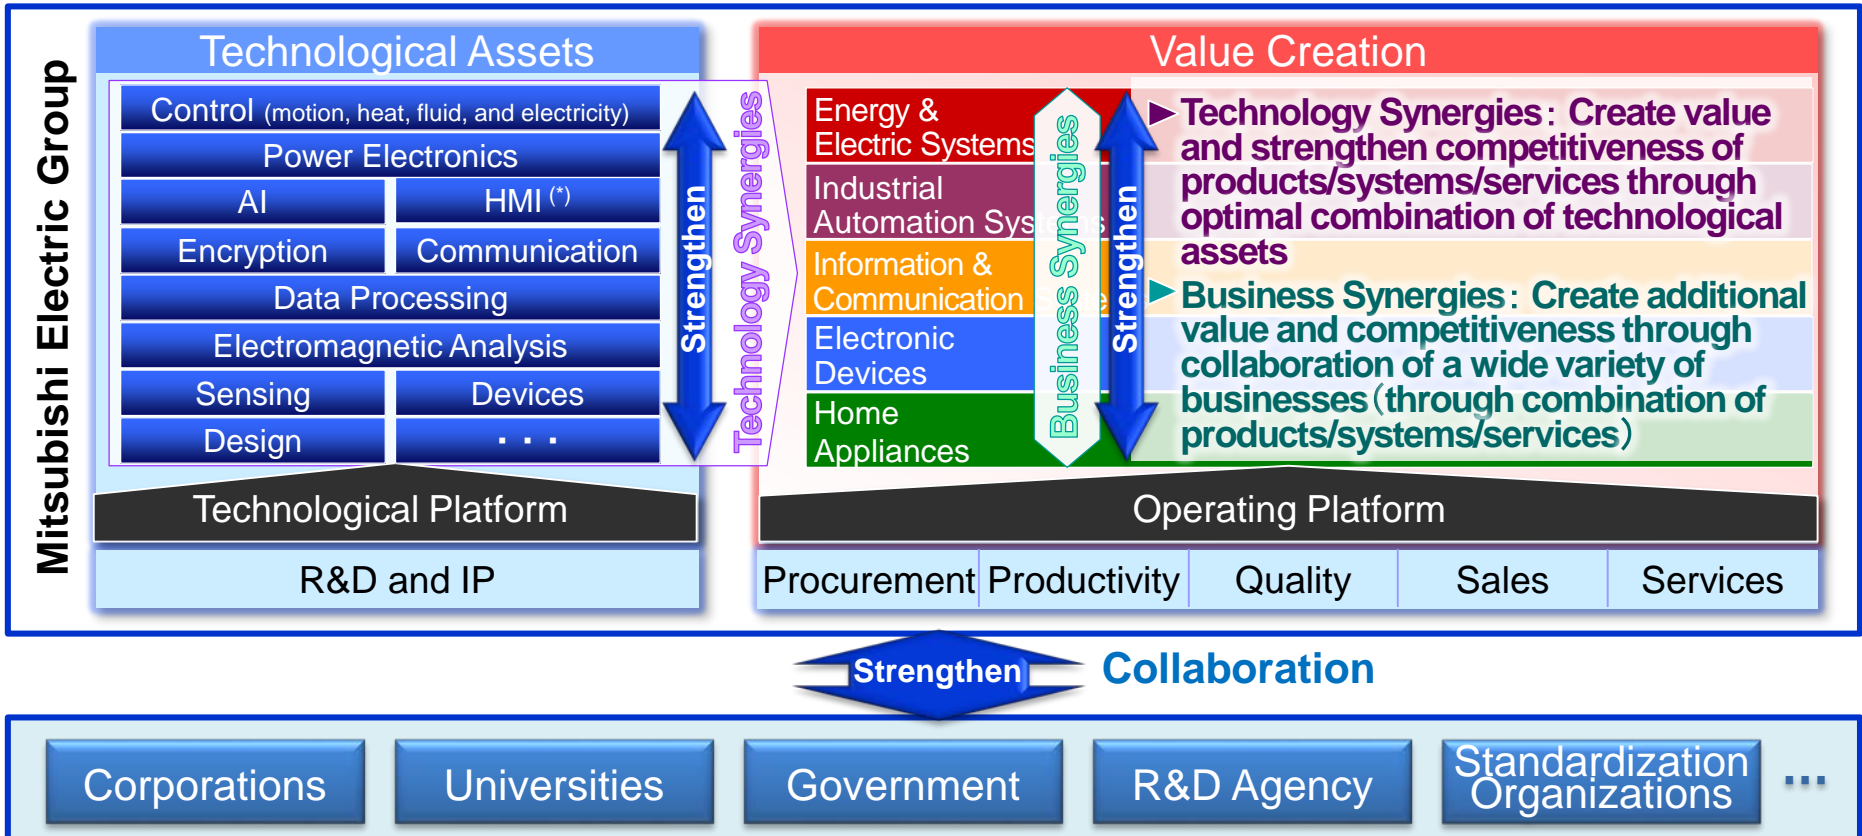 Mitsubishi Electric Group
Technological Assets
Control (motion, heat, fluid, and electricity)
Power Electronics
AI
HMI (*)
Encryption
Communication
Data Processing
Electromagnetic Analysis
Sensing
Devices
Design
・・・
Strengthen
Technology Synergies
Technological Platform
R&D and IP
Value Creation
Energy &
Electric Systems
Industrial
Automation Systems
Information &
Communication
Electronic
Devices
Home
Appliances
Business Synergies
Strengthen
Technology Synergies: Create value
and strengthen competitiveness of
products/systems/services through
optimal combination of technological
assets
Business Synergies: Create additional
value and competitiveness through
collaboration of a wide variety of
businesses(through combination of
products/systems/services)
Operating Platform
Procurement
Productivity
Quality
Sales
Services
Strengthen
Collaboration
Corporations
Universities
Government
R&D Agency
Standardization
Organizations
...